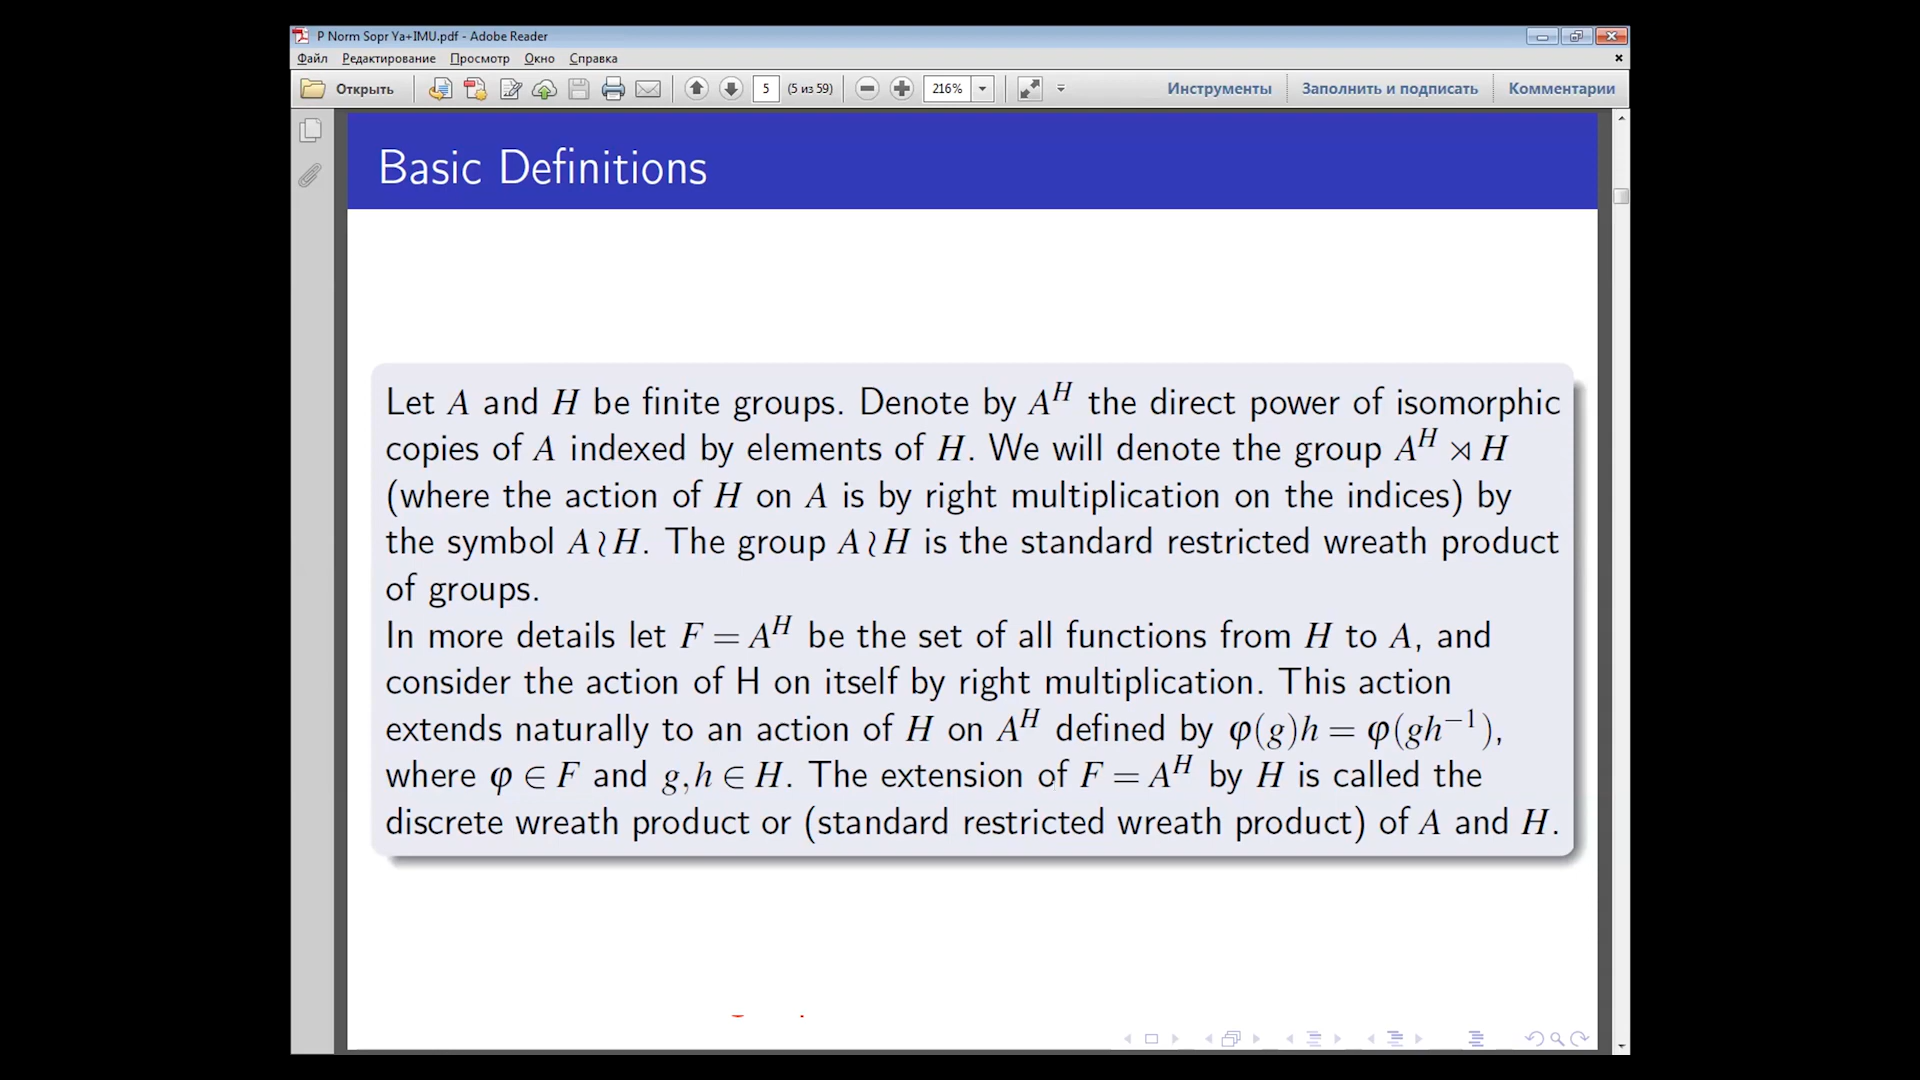 P Norm Sopr Ya+IMU.pdf - Adobe Reader
Файл Редактирование Просмотр Окно Справка
Открыть 5 (5 из 59) 216% Инструменты Заполнить и подписать Комментарии
Basic Definitions
Let A and H be finite groups. Denote by A^H the direct power of isomorphic
copies of A indexed by elements of H. We will denote the group A^H ⋊ H
(where the action of H on A is by right multiplication on the indices) by
the symbol A ≀ H. The group A ≀ H is the standard restricted wreath product
of groups.
In more details let F = A^H be the set of all functions from H to A, and
consider the action of H on itself by right multiplication. This action
extends naturally to an action of H on A^H defined by φ(g)h = φ(gh⁻¹),
where φ ∈ F and g,h ∈ H. The extension of F = A^H by H is called the
discrete wreath product or (standard restricted wreath product) of A and H.